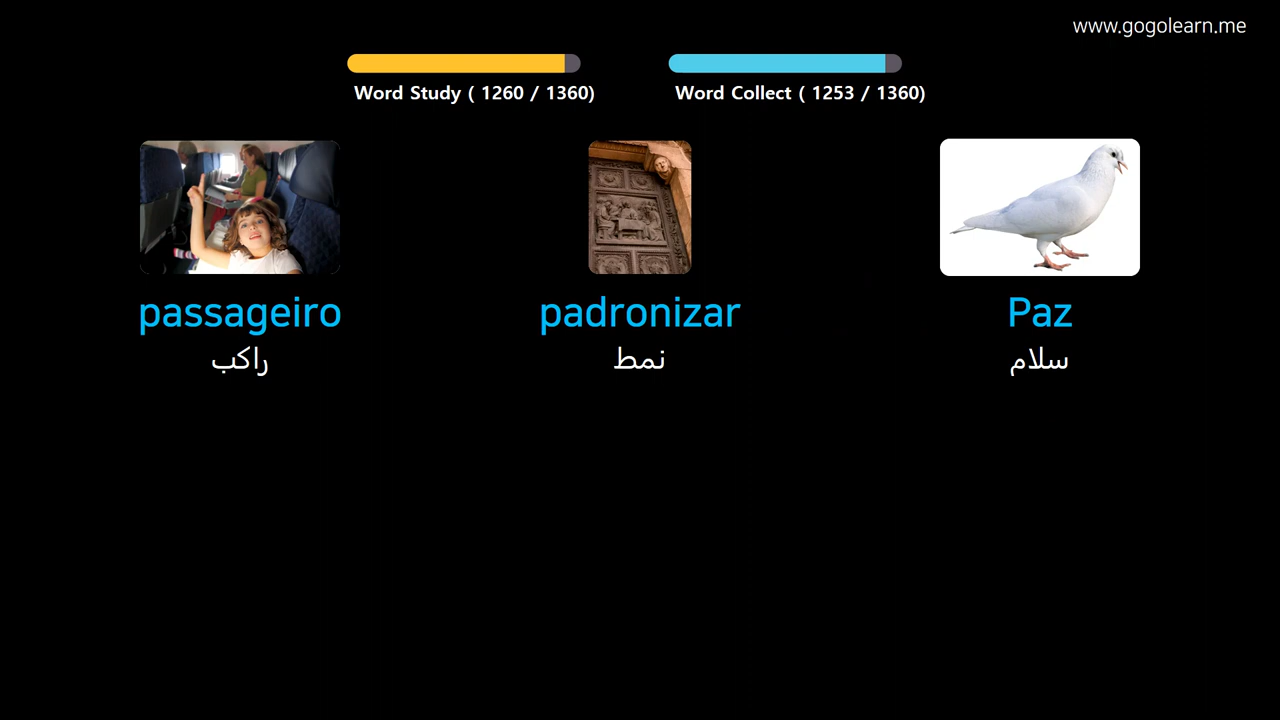 www.gogolearn.me
Word Study ( 1260 / 1360)
Word Collect ( 1253 / 1360)
passageiro
padronizar
Paz
راكب
نمط
سلام